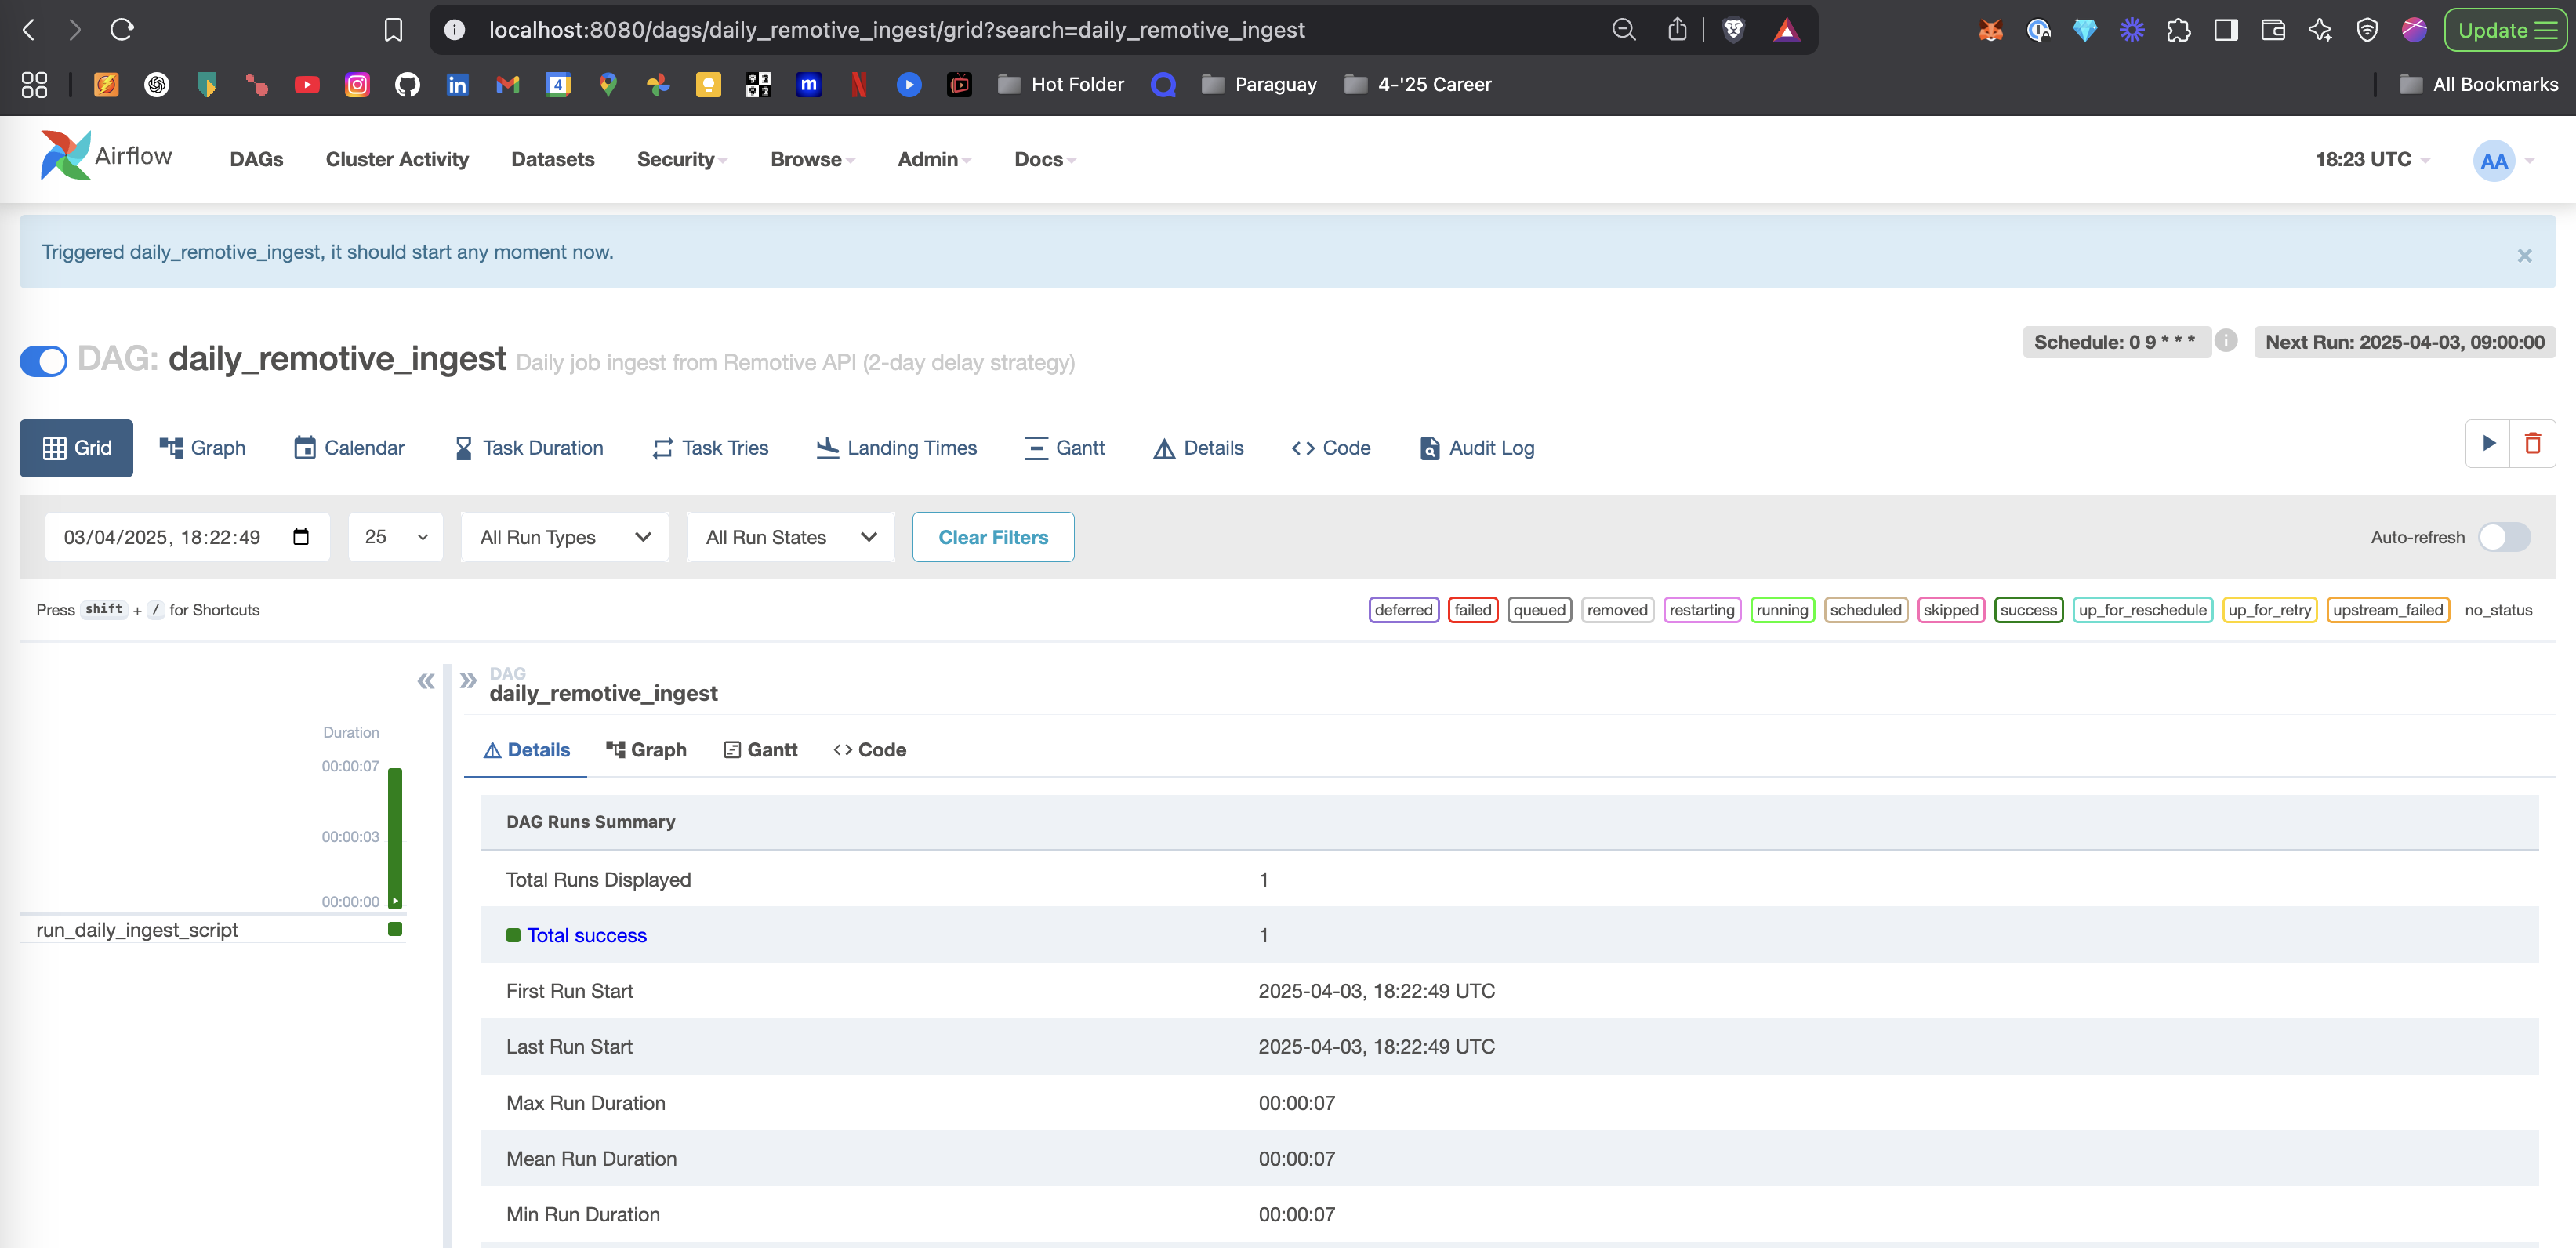 localhost:8080/dags/daily_remotive_ingest/grid?search=daily_remotive_ingest
Update
Hot Folder
Paraguay
4-'25 Career
All Bookmarks
Airflow
DAGs
Cluster Activity
Datasets
Security
Browse
Admin
Docs
18:23 UTC
AA
Triggered daily_remotive_ingest, it should start any moment now.
×
DAG: daily_remotive_ingest Daily job ingest from Remotive API (2-day delay strategy)
Schedule: 0 9 * * *
Next Run: 2025-04-03, 09:00:00
Grid
Graph
Calendar
Task Duration
Task Tries
Landing Times
Gantt
Details
Code
Audit Log
03/04/2025, 18:22:49
25
All Run Types
All Run States
Clear Filters
Auto-refresh
Press shift + / for Shortcuts
deferred
failed
queued
removed
restarting
running
scheduled
skipped
success
up_for_reschedule
up_for_retry
upstream_failed
no_status
Duration
00:00:07
00:00:03
00:00:00
run_daily_ingest_script
DAG
daily_remotive_ingest
Details
Graph
Gantt
Code
DAG Runs Summary
Total Runs Displayed 1
Total success 1
First Run Start 2025-04-03, 18:22:49 UTC
Last Run Start 2025-04-03, 18:22:49 UTC
Max Run Duration 00:00:07
Mean Run Duration 00:00:07
Min Run Duration 00:00:07